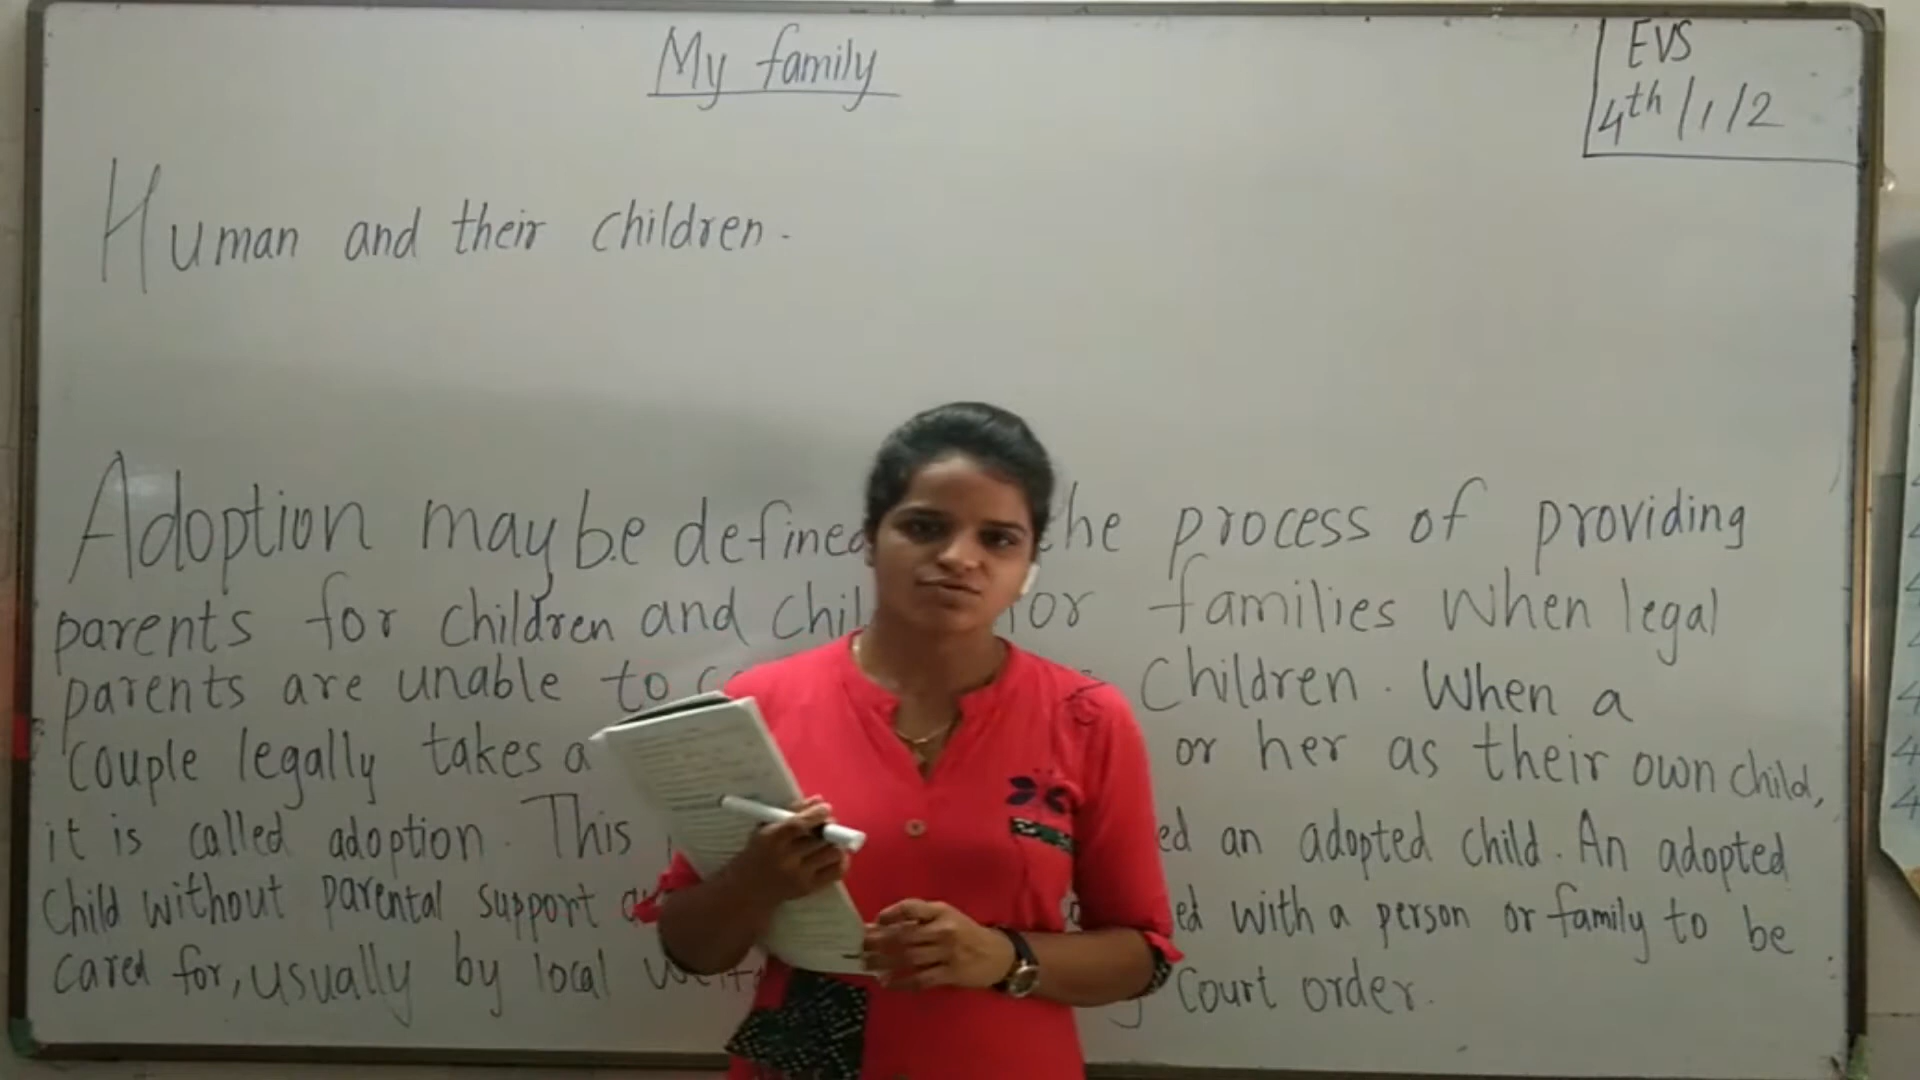 My family
EVS
4th/1/2
Human and their children.
Adoption may be defined the process of providing
parents for children and for families when legal
parents are unable to children. When a
couple legally takes a or her as their own child,
it is called adoption. This an adopted child. An adopted
child without parental support with a person or family to be
cared for, usually by local court order.